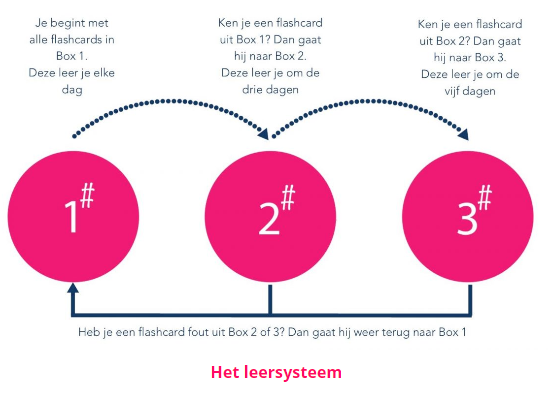 Je begint met
alle flashcards in
Box 1.
Deze leer je elke
dag
Ken je een flashcard
uit Box 1? Dan gaat
hij naar Box 2.
Deze leer je om de
drie dagen
Ken je een flashcard
uit Box 2? Dan gaat
hij naar Box 3.
Deze leer je om de
vijf dagen
1#
2#
3#
Heb je een flashcard fout uit Box 2 of 3? Dan gaat hij weer terug naar Box 1
Het leersysteem